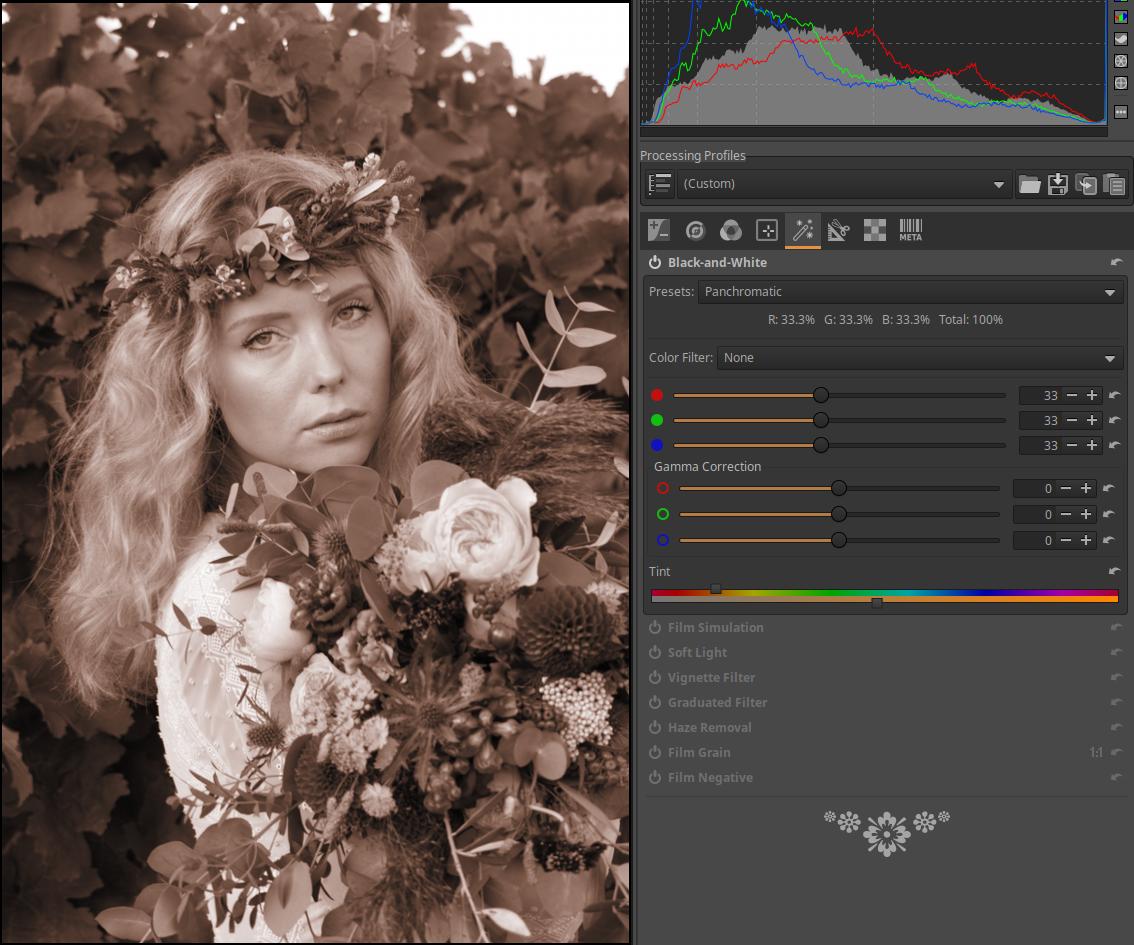 Processing Profiles
(Custom)
META
Black-and-White
Presets: Panchromatic
R: 33.3% G: 33.3% B: 33.3% Total: 100%
Color Filter: None
33
33
33
Gamma Correction
0
0
0
Tint
Film Simulation
Soft Light
Vignette Filter
Graduated Filter
Haze Removal
Film Grain 1:1
Film Negative